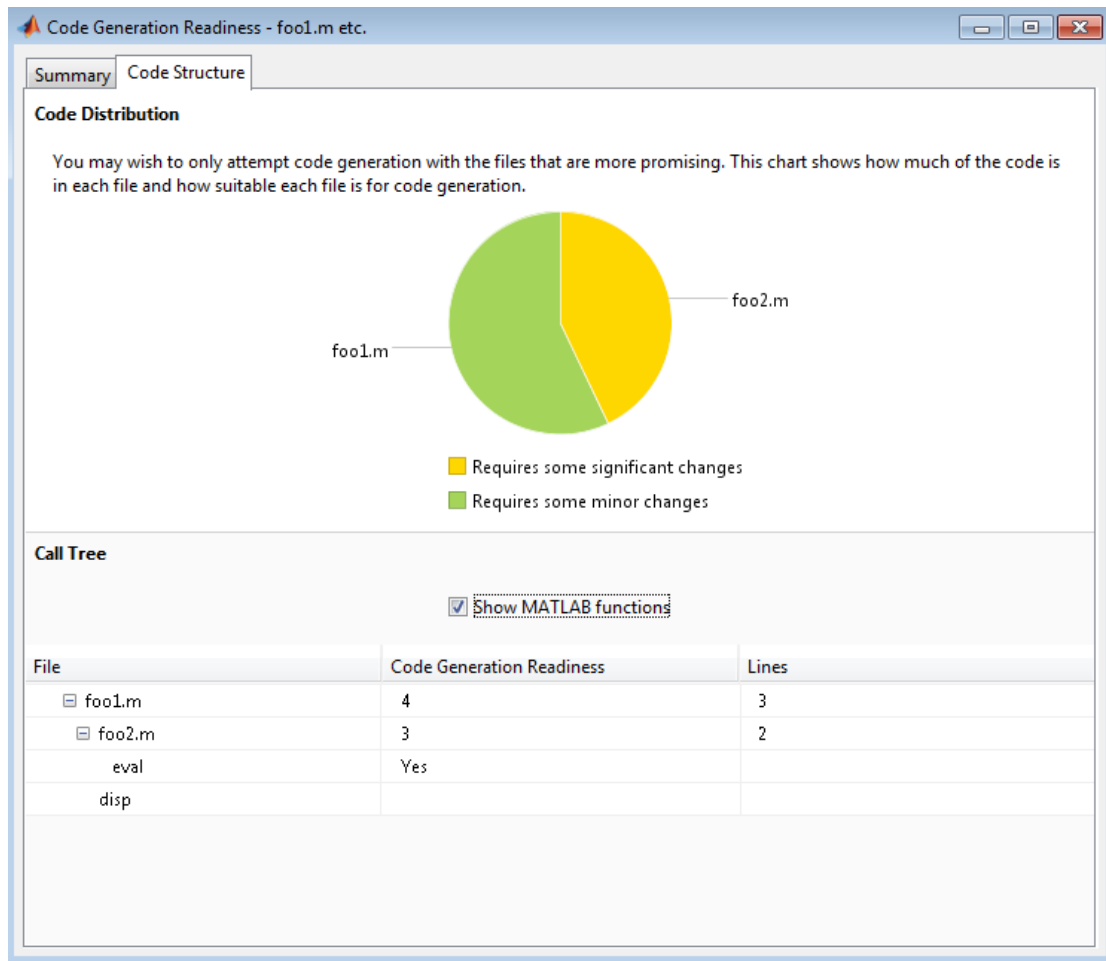 Code Generation Readiness - foo1.m etc.
Summary Code Structure
Code Distribution
You may wish to only attempt code generation with the files that are more promising. This chart shows how much of the code is
in each file and how suitable each file is for code generation.
foo2.m
foo1.m
Requires some significant changes
Requires some minor changes
Call Tree
Show MATLAB functions
File Code Generation Readiness Lines
foo1.m 4 3
foo2.m 3 2
eval Yes
disp